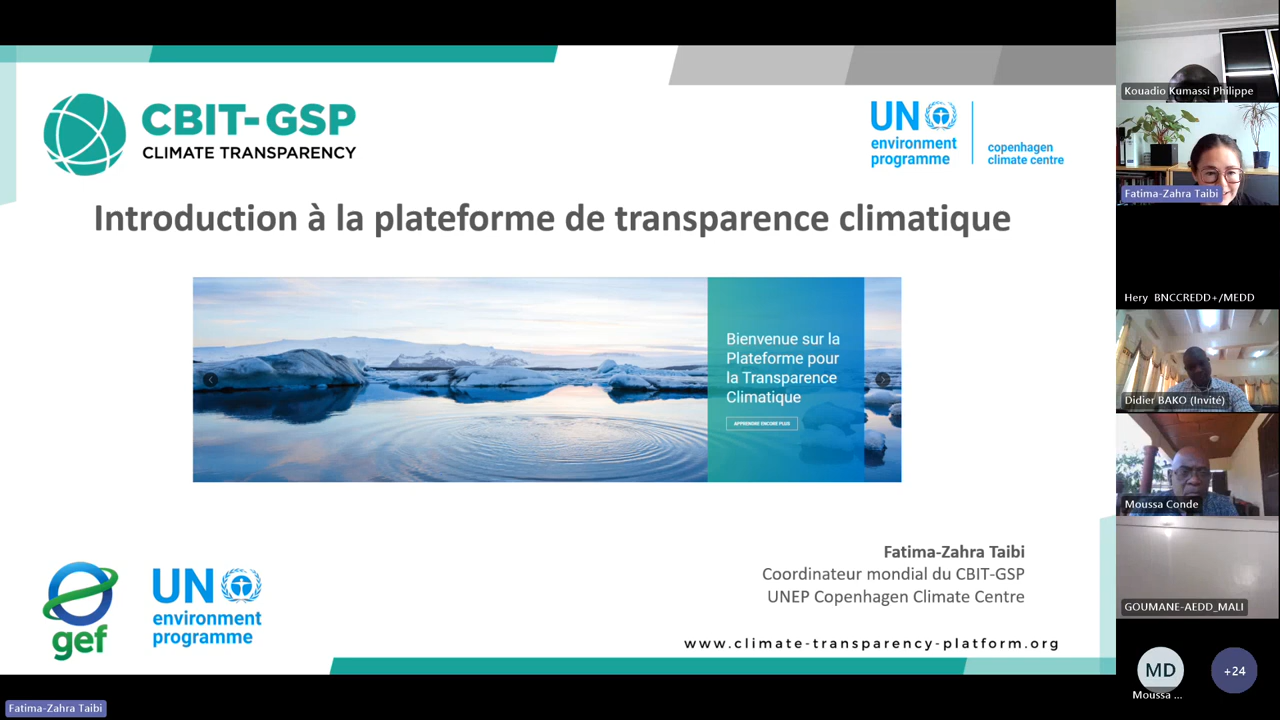 CBIT-GSP
CLIMATE TRANSPARENCY
UN
environment
programme
copenhagen
climate centre
Introduction à la plateforme de transparence climatique
Bienvenue sur la
Plateforme pour
la Transparence
Climatique
APPRENDRE ENCORE PLUS
Fatima-Zahra Taibi
Coordinateur mondial du CBIT-GSP
UNEP Copenhagen Climate Centre
gef
UN
environment
programme
www.climate-transparency-platform.org
Fatima-Zahra Taibi
Kouadio Kumassi Philippe
Fatima-Zahra Taibi
Hery BNCCREDD+/MEDD
Didier BAKO (Invité)
Moussa Conde
GOUMANE-AEDD_MALI
MD
+24
Moussa ...